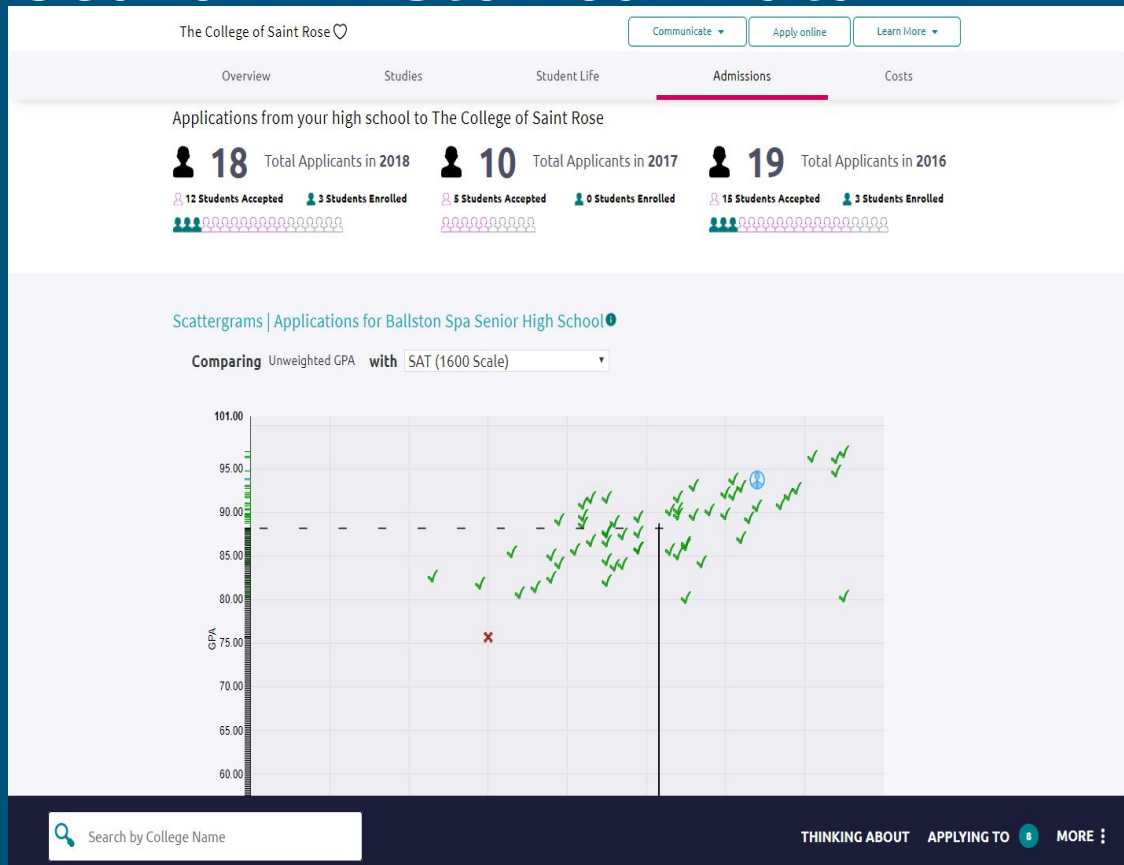 The College of Saint Rose
Communicate Apply online Learn More
Overview Studies Student Life Admissions Costs
Applications from your high school to The College of Saint Rose
18 Total Applicants in 2018 10 Total Applicants in 2017 19 Total Applicants in 2016
12 Students Accepted 3 Students Enrolled 5 Students Accepted 0 Students Enrolled 15 Students Accepted 3 Students Enrolled
Scattergrams | Applications for Ballston Spa Senior High School
Comparing Unweighted GPA with SAT (1600 Scale)
101.00
95.00
90.00
85.00
80.00
GPA
75.00
70.00
65.00
60.00
Search by College Name THINKING ABOUT APPLYING TO 8 MORE